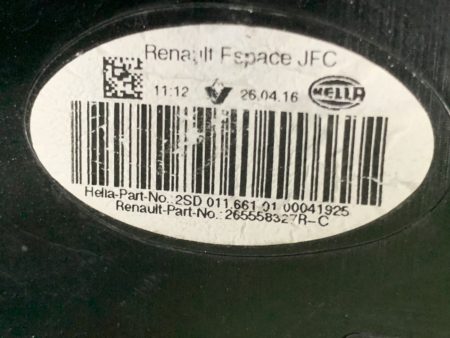 Renault Espace JFC
11:12 26.04.16 HELLA
Hella-Part-No.:2SD 011.661 01 00041925
Renault-Part-No.:265558327R-C